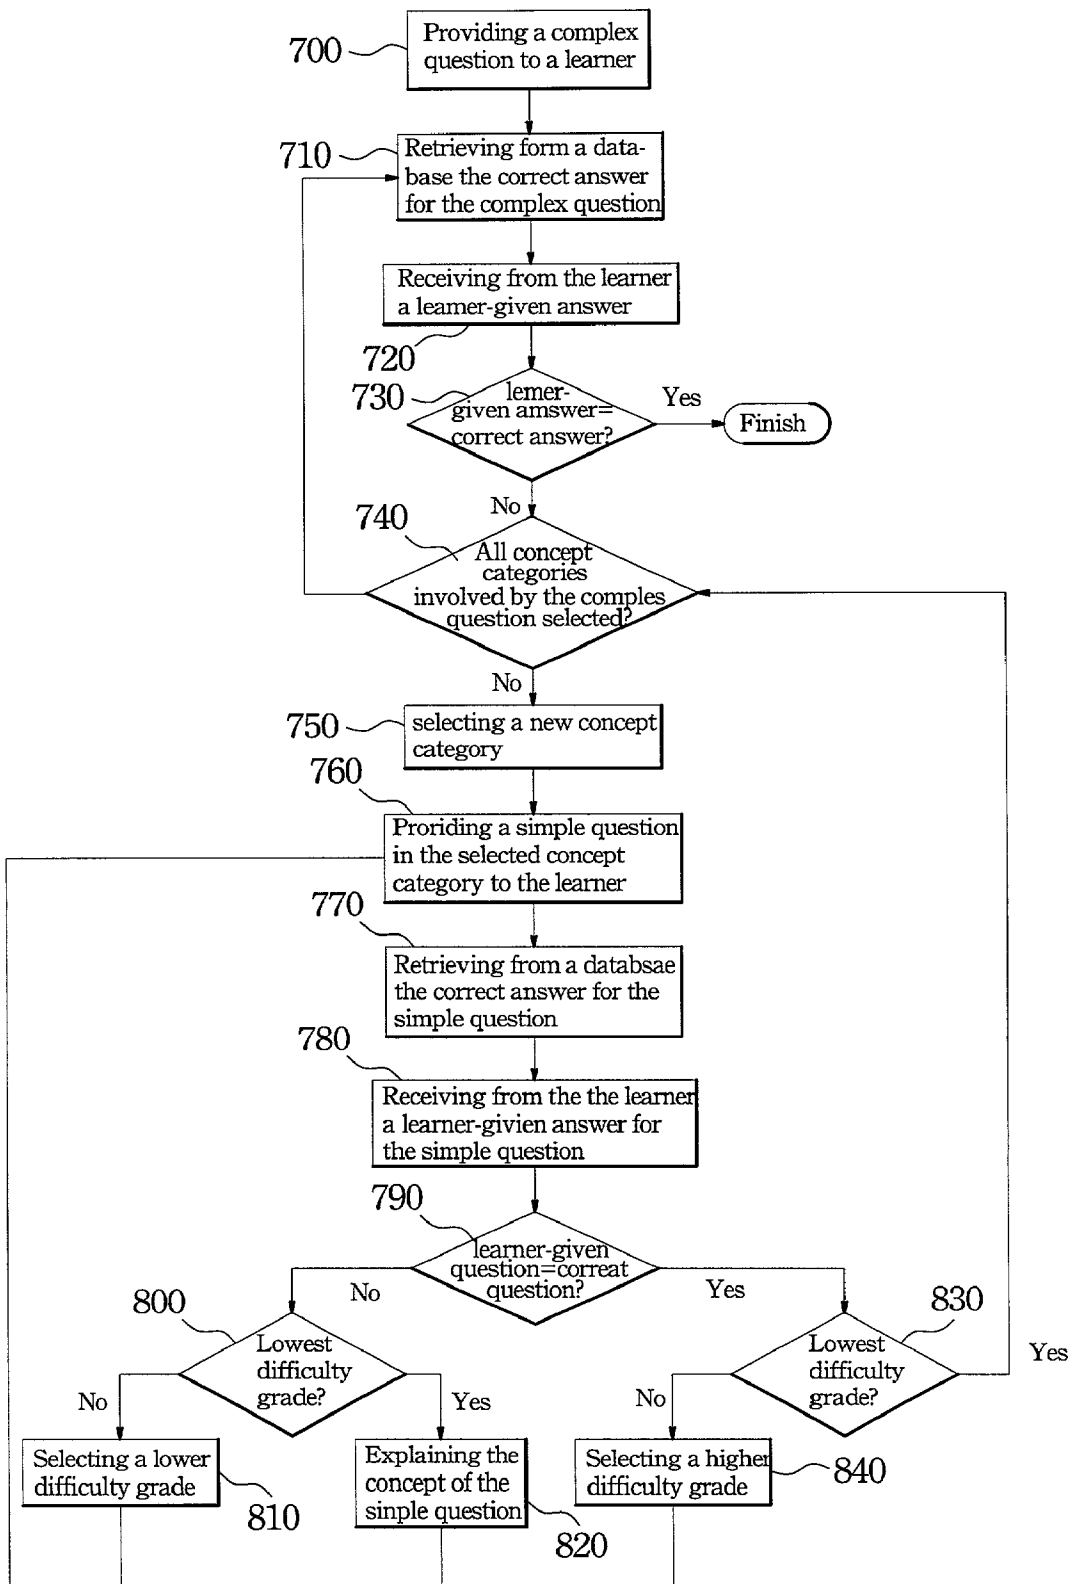 700
Providing a complex
question to a learner
710
Retrieving form a data-
base the correct answer
for the complex question
Receiving from the learner
a leamer-given answer
720
730
lemer-
given amswer=
correct answer?
Yes
Finish
No
740
All concept
categories
involved by the comples
question selected?
No
750
selecting a new concept
category
760
Proriding a simple question
in the selected concept
category to the learner
770
Retrieving from a databsae
the correct answer for the
simple question
780
Receiving from the the learner
a learner-givien answer for
the simple question
790
learner-given
question=correat
question?
No
Yes
800
Lowest
difficulty
grade?
830
Lowest
difficulty
grade?
Yes
No
Yes
No
Selecting a lower
difficulty grade
810
Explaining the
concept of the
sinple question
820
Selecting a higher
difficulty grade
840